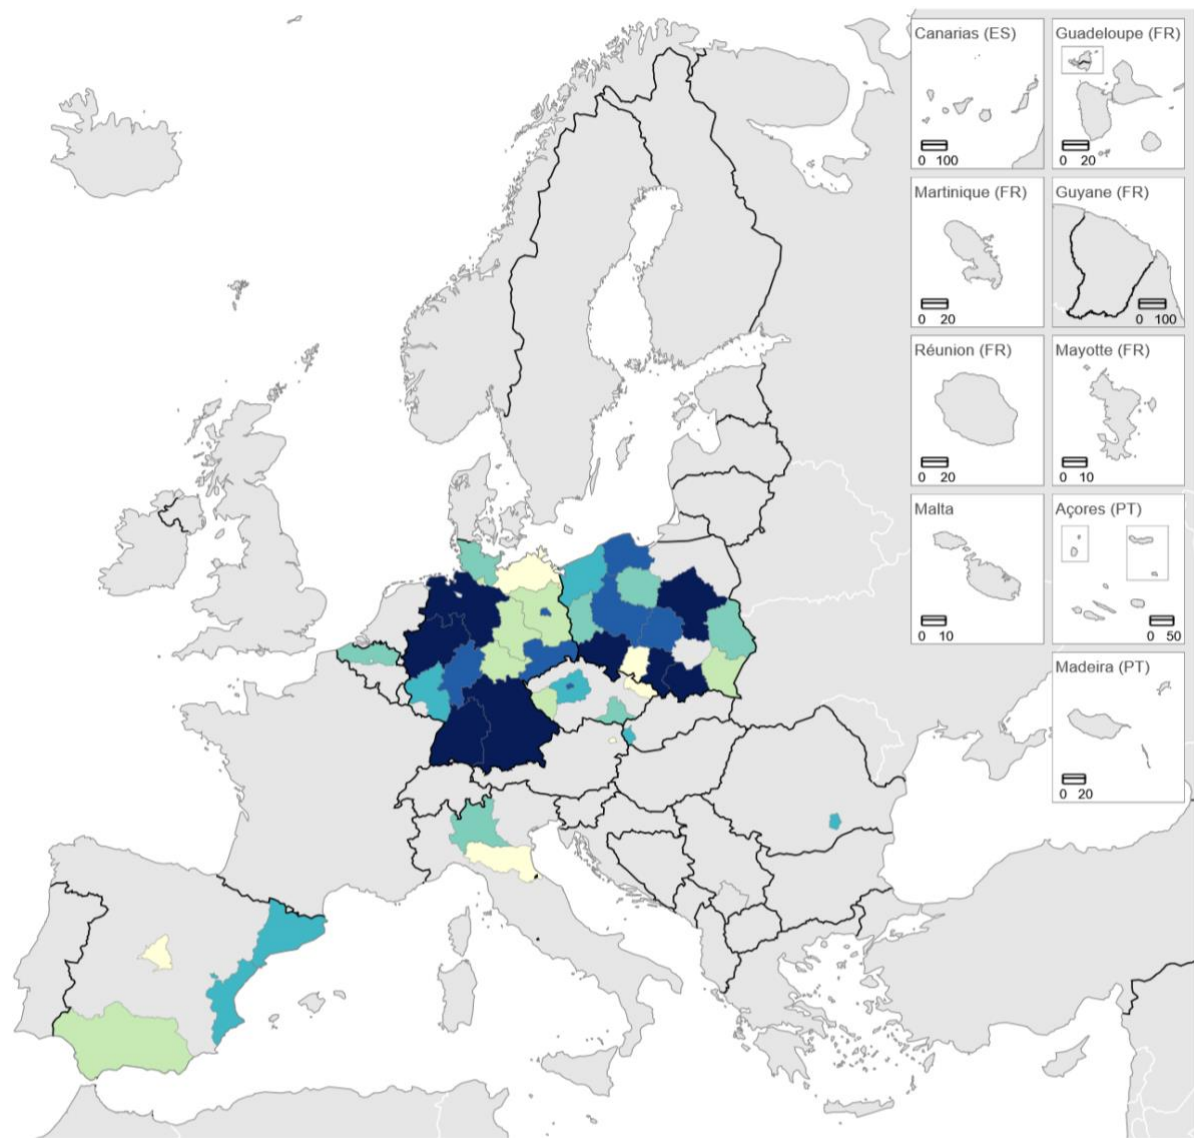 Canarias (ES)
0 100
Guadeloupe (FR)
0 20
Martinique (FR)
0 20
Guyane (FR)
0 100
Réunion (FR)
0 20
Mayotte (FR)
0 10
Malta
0 10
Açores (PT)
0 50
Madeira (PT)
0 20